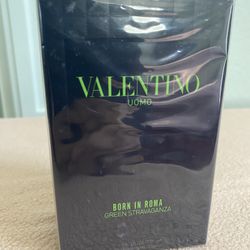 VALENTINO
UOMO
BORN IN ROMA
GREEN STRAVAGANZA